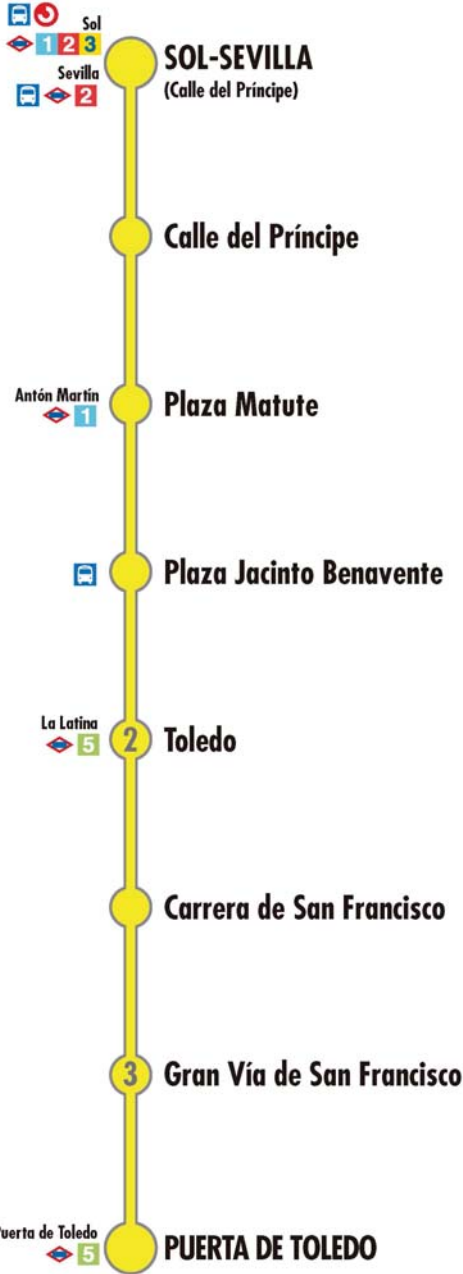 Sol
1 2 3
SOL-SEVILLA
Sevilla
(Calle del Príncipe)
2
Calle del Príncipe
Antón Martín
Plaza Matute
1
Plaza Jacinto Benavente
La Latina
2 Toledo
5
Carrera de San Francisco
3 Gran Vía de San Francisco
Puerta de Toledo
PUERTA DE TOLEDO
5